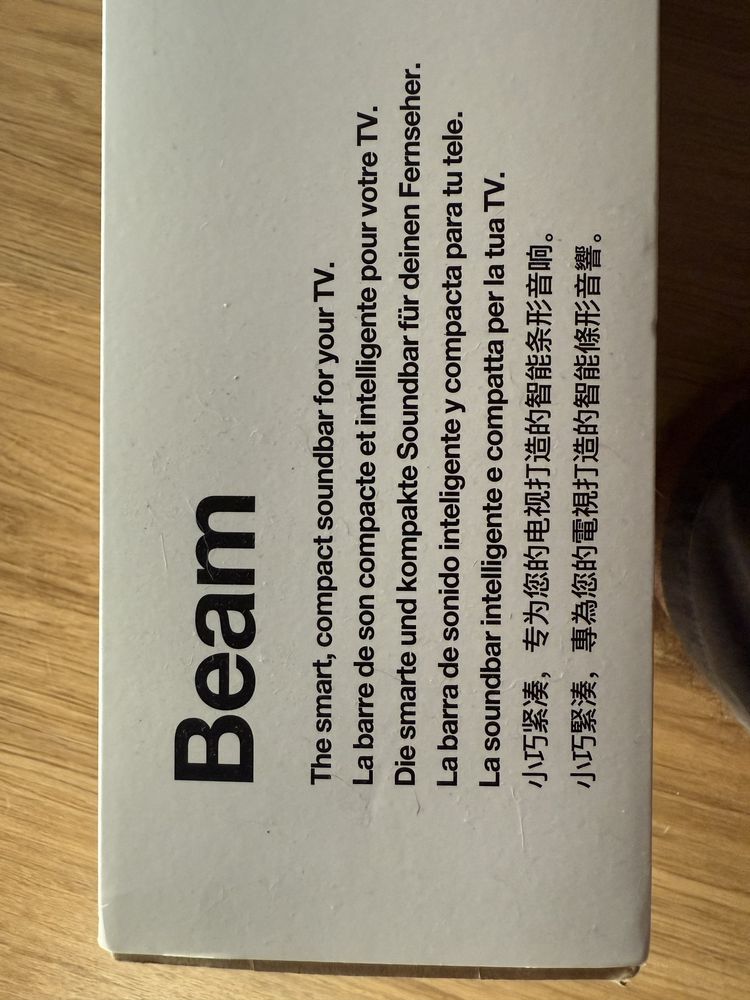 Beam
The smart, compact soundbar for your TV.
La barre de son compacte et intelligente pour votre TV.
Die smarte und kompakte Soundbar für deinen Fernseher.
La barra de sonido inteligente y compacta para tu tele.
La soundbar intelligente e compatta per la tua TV.
小巧紧凑，专为您的电视打造的智能条形音响。
小巧緊湊，專為您的電視打造的智能條形音響。